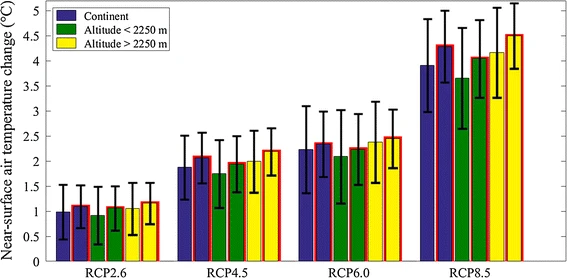 Near-surface air temperature change (°C)
5
4.5
4
3.5
3
2.5
2
1.5
1
0.5
0
Continent
Altitude < 2250 m
Altitude > 2250 m
RCP2.6 RCP4.5 RCP6.0 RCP8.5